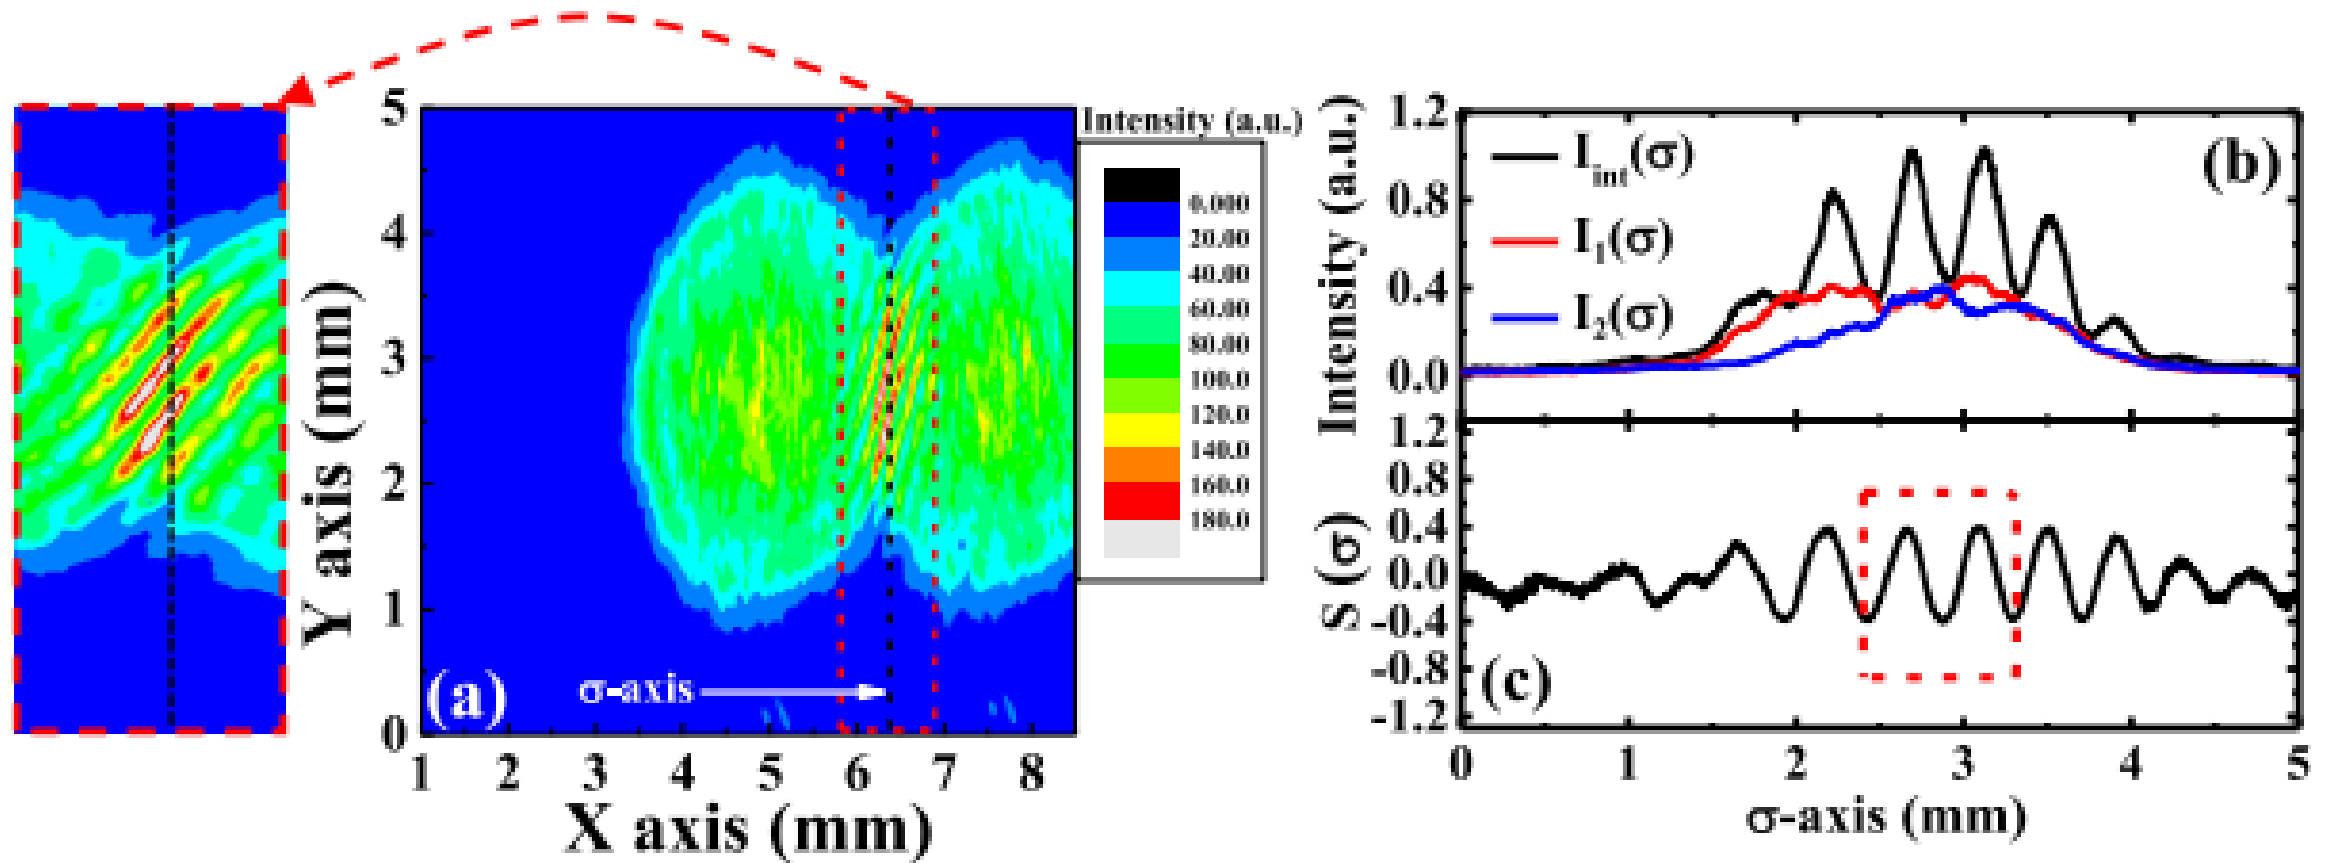 5
4
3
2
1
0
Y axis (mm)
(a)
σ-axis
1 2 3 4 5 6 7 8
X axis (mm)
Intensity (a.u.)
0.000
20.00
40.00
60.00
80.00
100.0
120.0
140.0
160.0
180.0
1.2
0.8
0.4
0.0
Intensity (a.u.)
I_int(σ)
I_1(σ)
I_2(σ)
(b)
1.2
0.8
0.4
0.0
-0.4
-0.8
-1.2
S (σ)
(c)
0 1 2 3 4 5
σ-axis (mm)